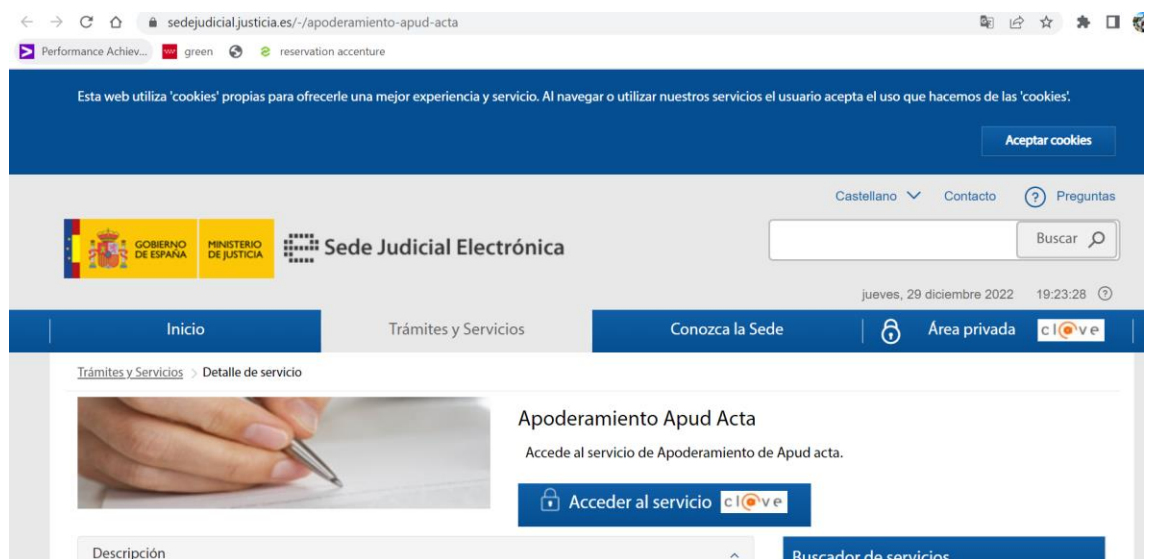 sedejudicial.justicia.es/-/apoderamiento-apud-acta
Performance Achiev... green reservation accenture
Esta web utiliza 'cookies' propias para ofrecerle una mejor experiencia y servicio. Al navegar o utilizar nuestros servicios el usuario acepta el uso que hacemos de las 'cookies'.
Aceptar cookies
Castellano Contacto ? Preguntas
GOBIERNO DE ESPAÑA
MINISTERIO DE JUSTICIA
Sede Judicial Electrónica
Buscar
jueves, 29 diciembre 2022 19:23:28 ?
Inicio Trámites y Servicios Conozca la Sede Área privada cl@ve
Trámites y Servicios > Detalle de servicio
Apoderamiento Apud Acta
Accede al servicio de Apoderamiento de Apud acta.
Acceder al servicio cl@ve
Descripción
Buscador de servicios